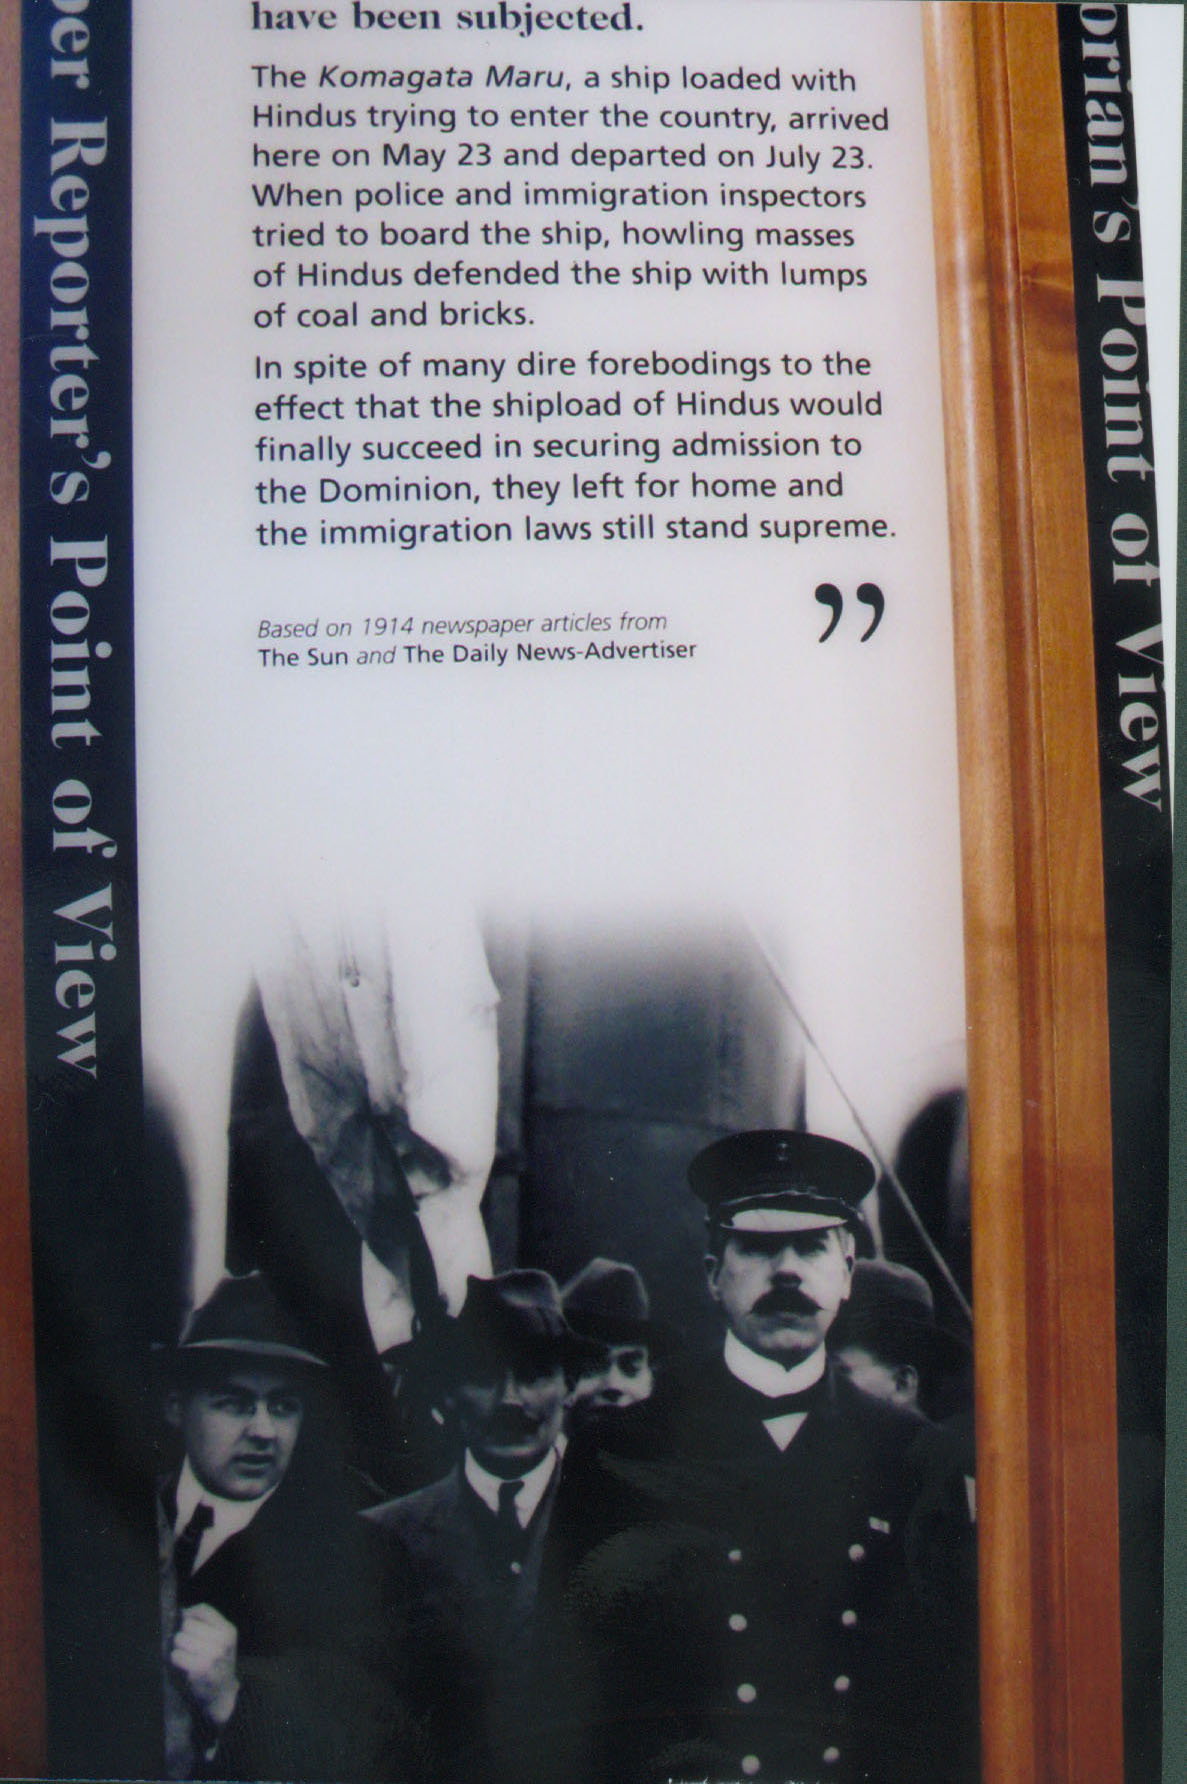 have been subjected.
The Komagata Maru, a ship loaded with
Hindus trying to enter the country, arrived
here on May 23 and departed on July 23.
When police and immigration inspectors
tried to board the ship, howling masses
of Hindus defended the ship with lumps
of coal and bricks.
In spite of many dire forebodings to the
effect that the shipload of Hindus would
finally succeed in securing admission to
the Dominion, they left for home and
the immigration laws still stand supreme.
”
Based on 1914 newspaper articles from
The Sun and The Daily News-Advertiser
per Reporter's Point of View
orian's Point of View